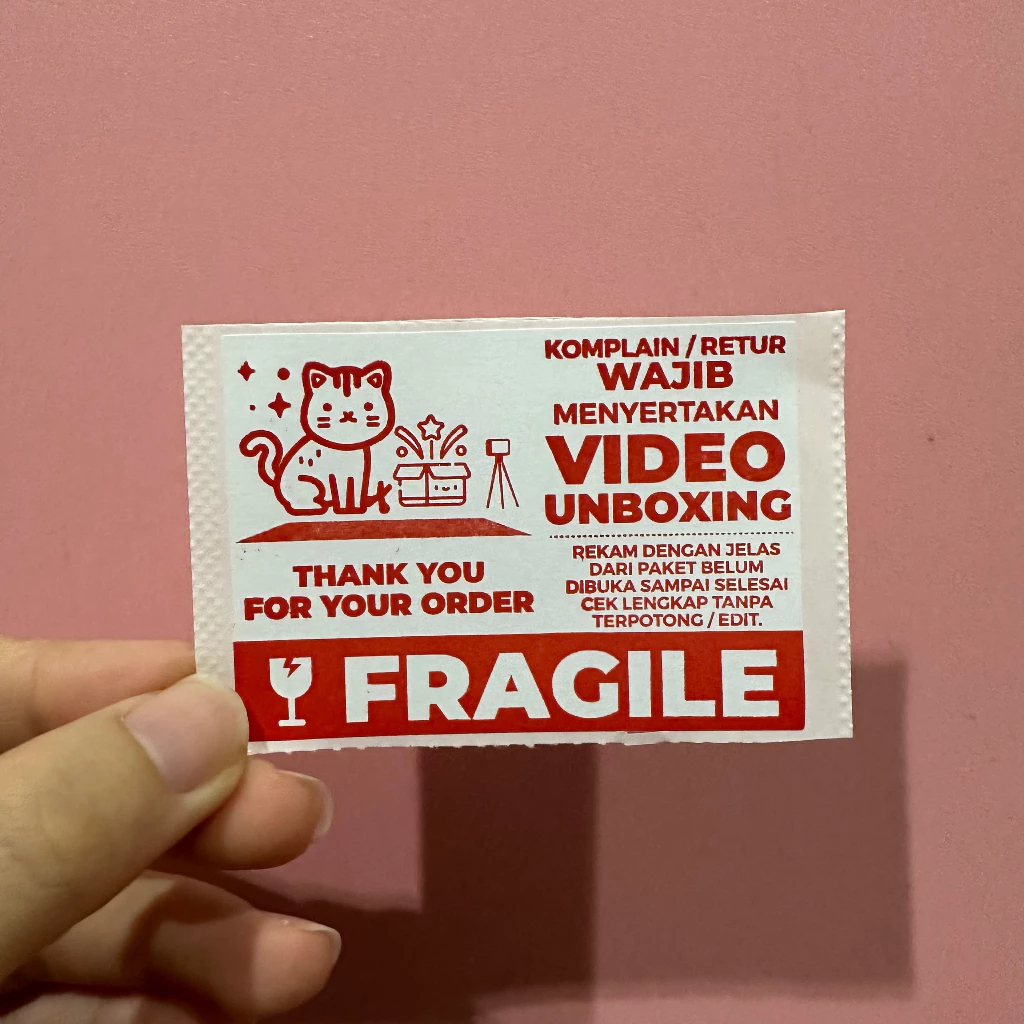 KOMPLAIN / RETUR
WAJIB
MENYERTAKAN
VIDEO
UNBOXING
REKAM DENGAN JELAS
DARI PAKET BELUM
DIBUKA SAMPAI SELESAI
CEK LENGKAP TANPA
TERPOTONG / EDIT.
THANK YOU
FOR YOUR ORDER
FRAGILE